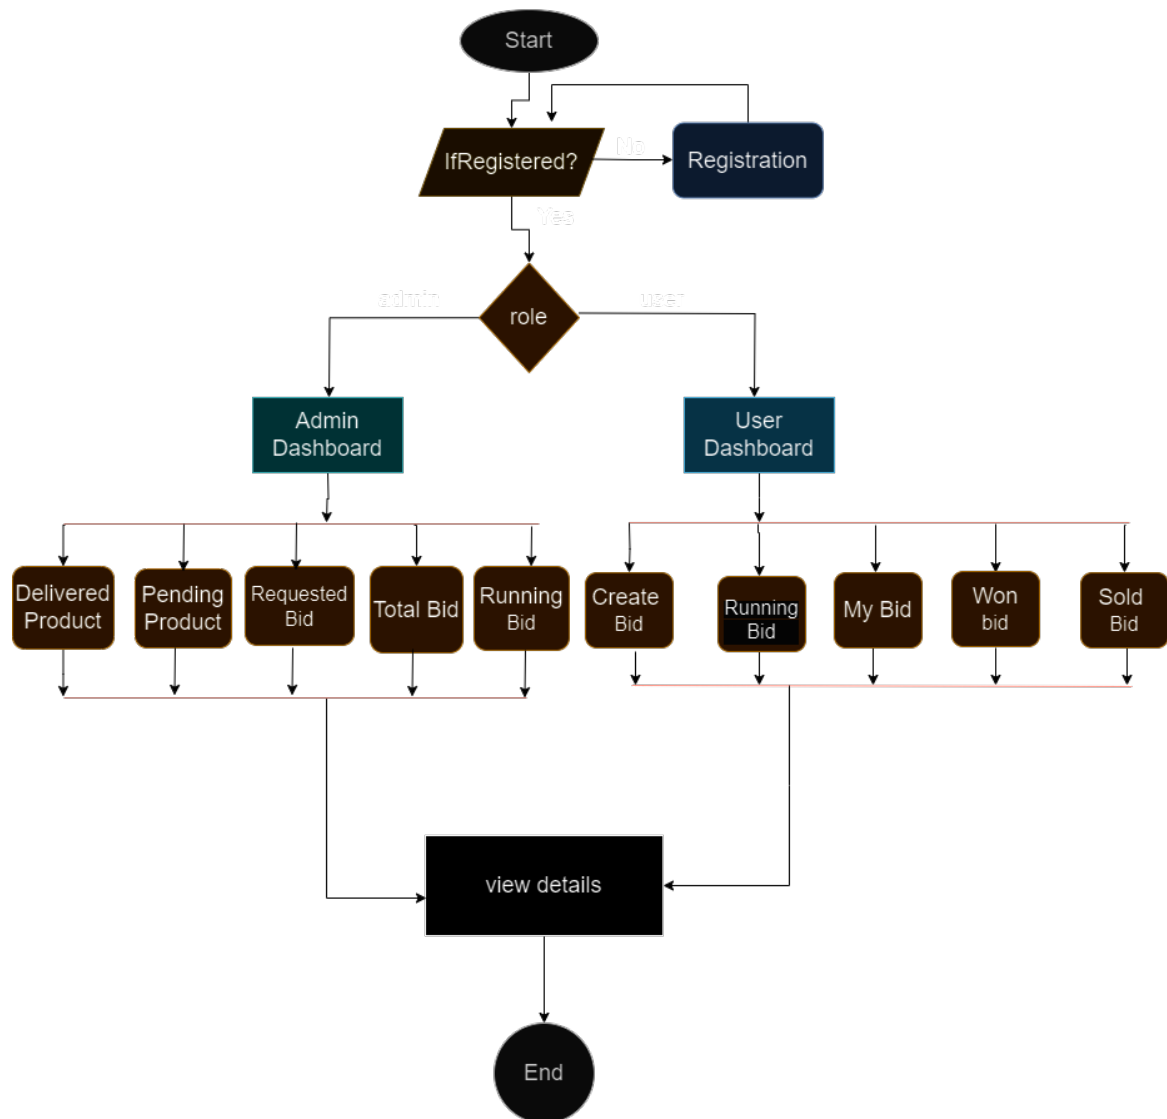 Start
IfRegistered?
No
Registration
Yes
admin
user
role
Admin
Dashboard
User
Dashboard
Delivered
Product
Pending
Product
Requested
Bid
Total Bid
Running
Bid
Create
Bid
Running
Bid
My Bid
Won
bid
Sold
Bid
view details
End